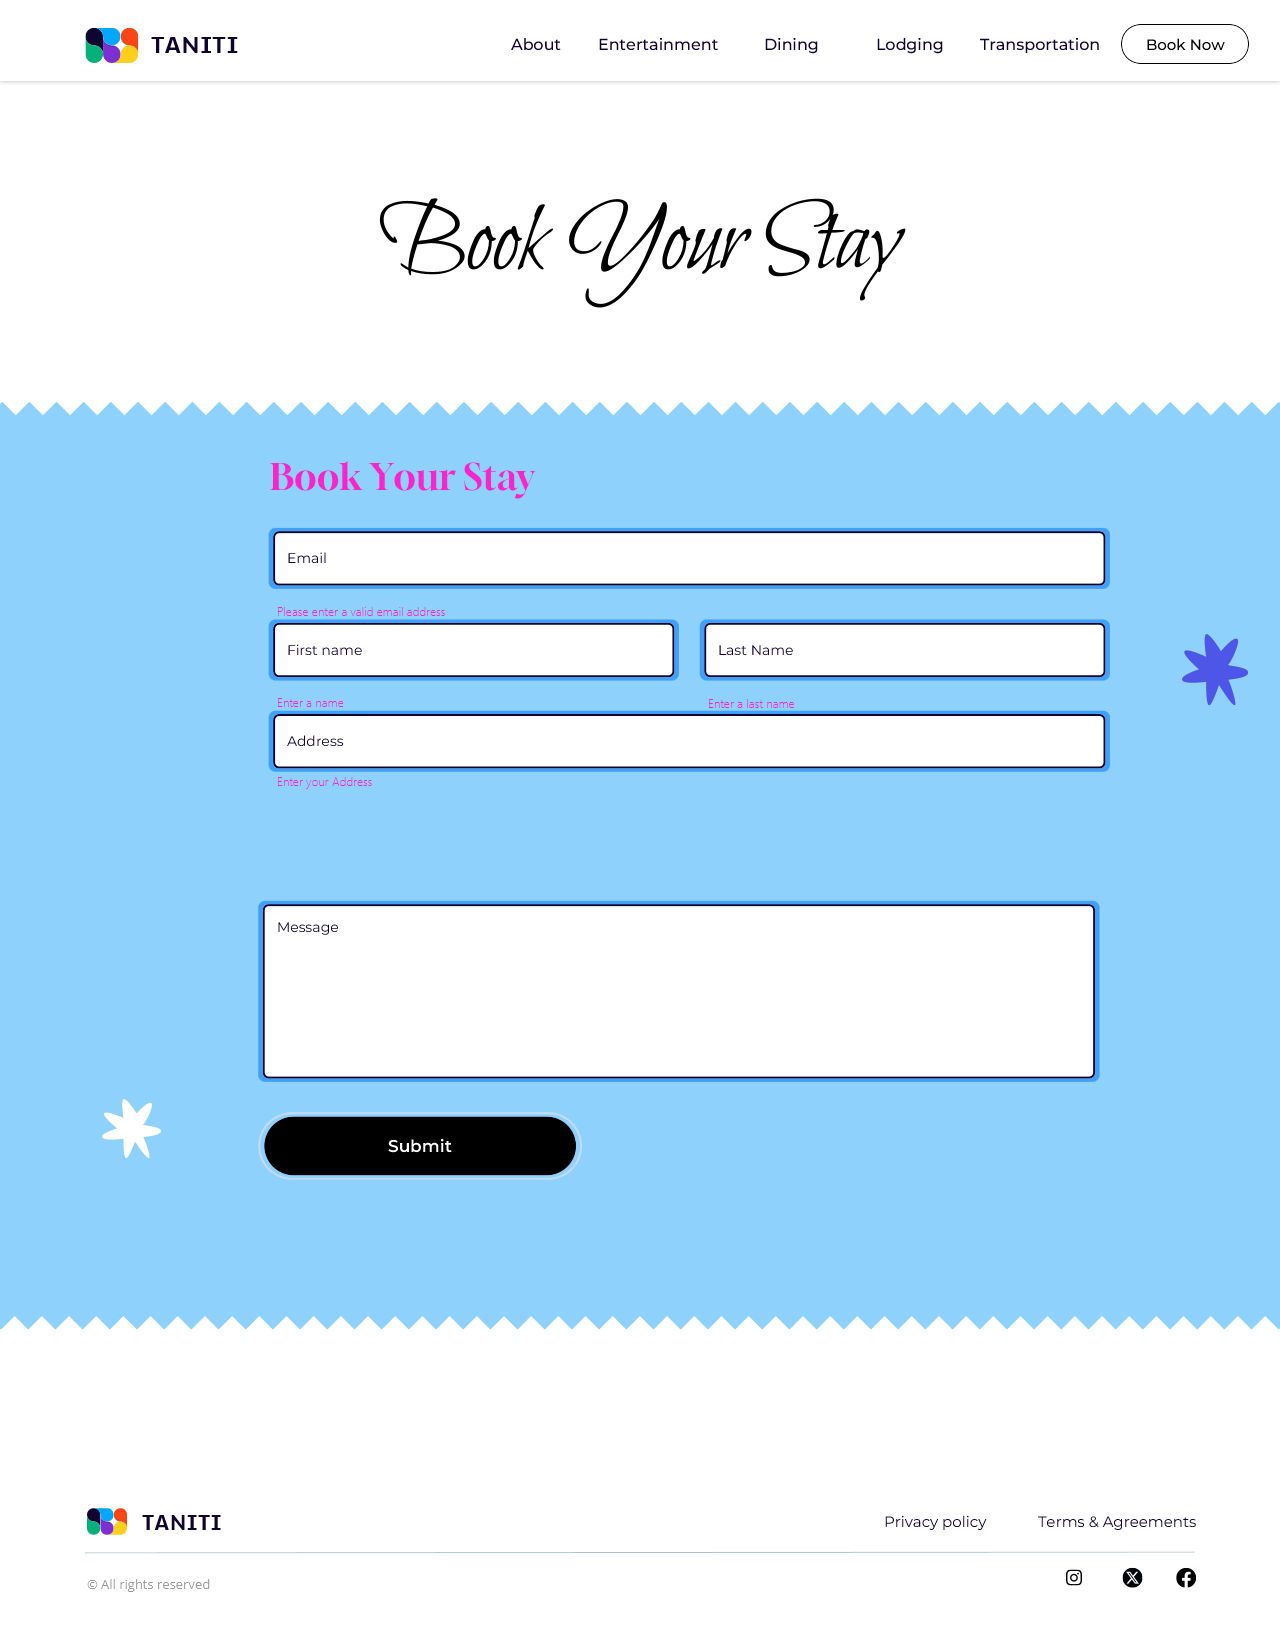 TANITI
About Entertainment Dining Lodging Transportation Book Now
Book Your Stay
Book Your Stay
Email
Please enter a valid email address
First name Last Name
Enter a name Enter a last name
Address
Enter your Address
Message
Submit
TANITI
Privacy policy Terms & Agreements
© All rights reserved